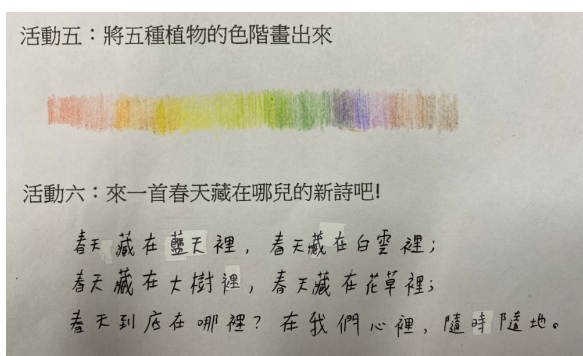 活動五：將五種植物的色階畫出來
活動六：來一首春天藏在哪兒的新詩吧!
春天藏在藍天裡，春天藏在白雲裡；
春天藏在大樹裡，春天藏在花草裡；
春天到底在哪裡？在我們心裡，隨時隨地。